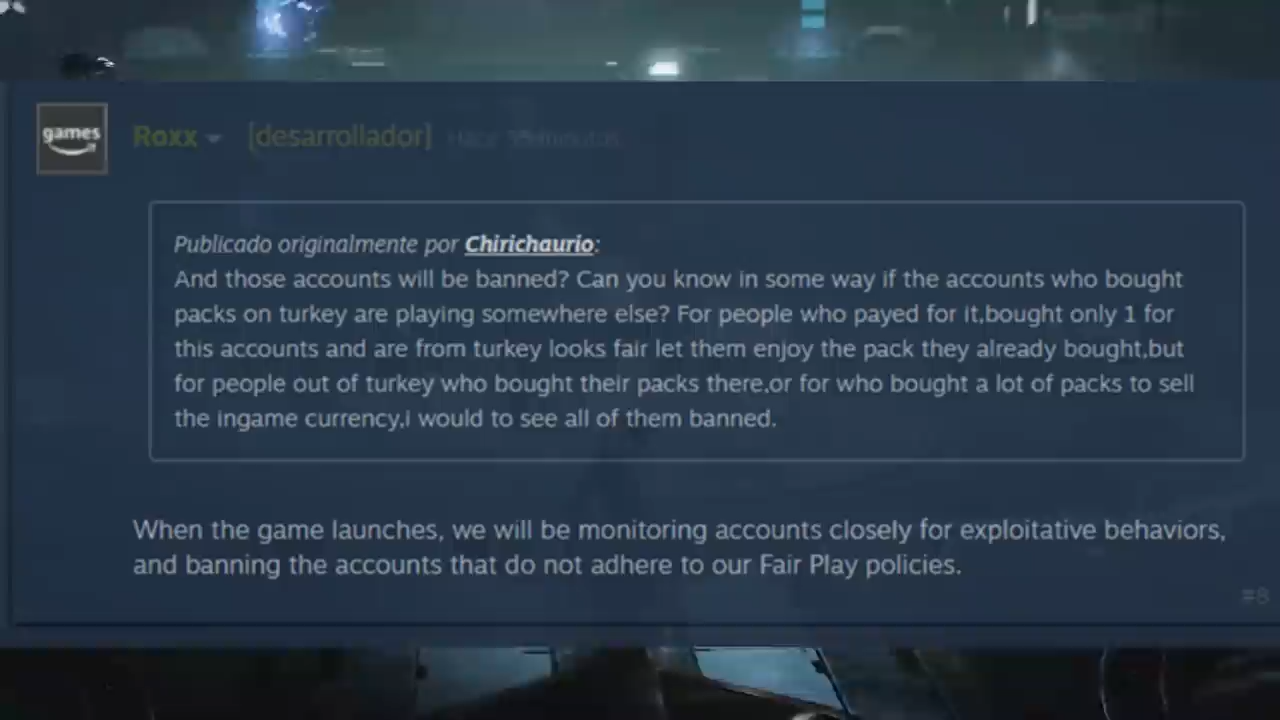 games
Roxx [desarrollador] Hace minutos
Publicado originalmente por Chirichaurio:
And those accounts will be banned? Can you know in some way if the accounts who bought
packs on turkey are playing somewhere else? For people who payed for it,bought only 1 for
this accounts and are from turkey looks fair let them enjoy the pack they already bought,but
for people out of turkey who bought their packs there,or for who bought a lot of packs to sell
the ingame currency,i would to see all of them banned.
When the game launches, we will be monitoring accounts closely for exploitative behaviors,
and banning the accounts that do not adhere to our Fair Play policies.
#8